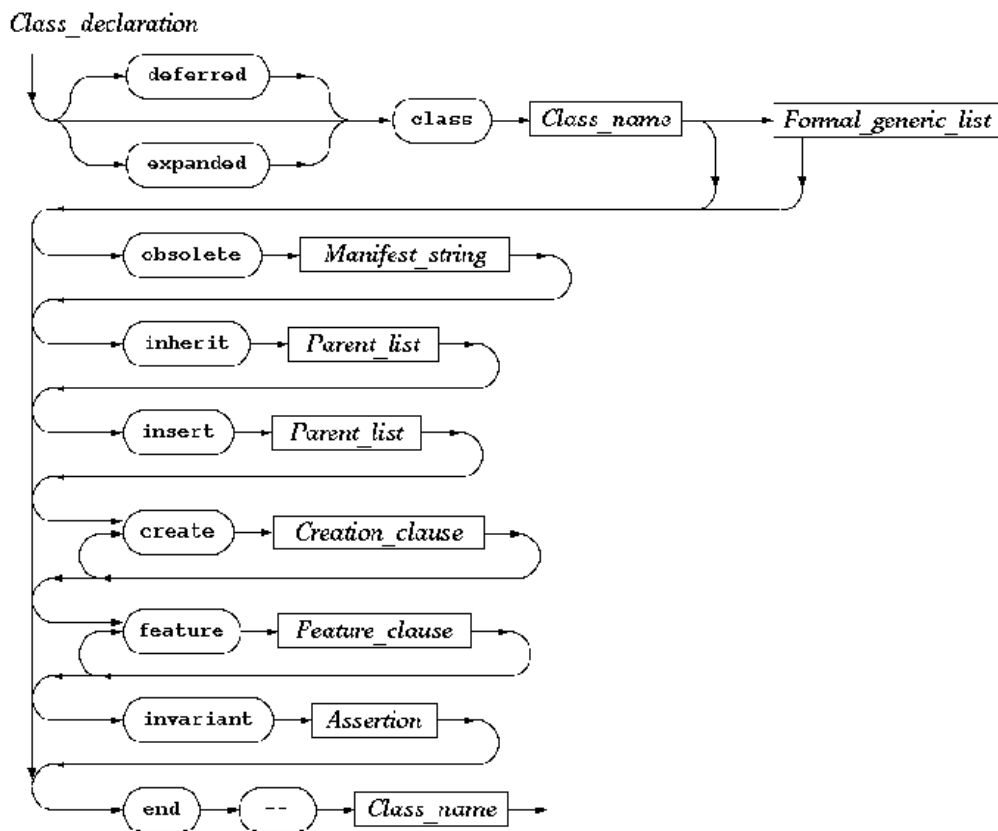 Class_declaration
deferred
class Class_name Formal_generic_list
expanded
obsolete Manifest_string
inherit Parent_list
insert Parent_list
create Creation_clause
feature Feature_clause
invariant Assertion
end -- Class_name